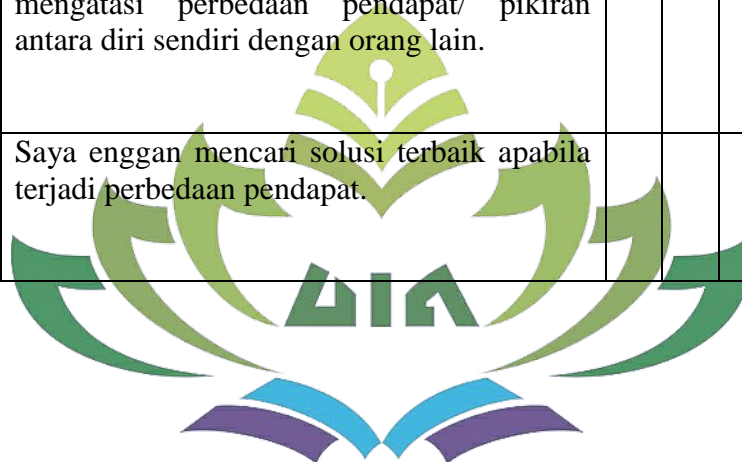 mengatasi perbedaan pendapat/ pikiran
antara diri sendiri dengan orang lain.
Saya enggan mencari solusi terbaik apabila
terjadi perbedaan pendapat.
UIN